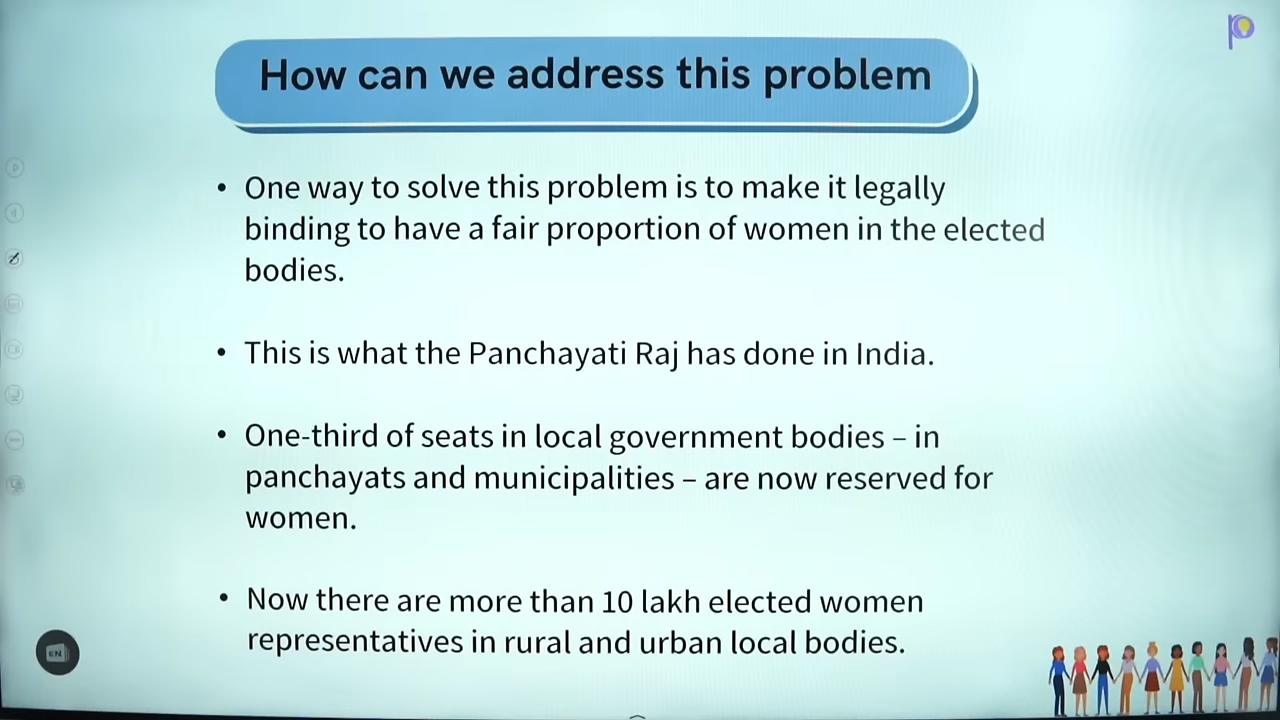 How can we address this problem
• One way to solve this problem is to make it legally
binding to have a fair proportion of women in the elected
bodies.
• This is what the Panchayati Raj has done in India.
• One-third of seats in local government bodies – in
panchayats and municipalities – are now reserved for
women.
• Now there are more than 10 lakh elected women
representatives in rural and urban local bodies.
EN